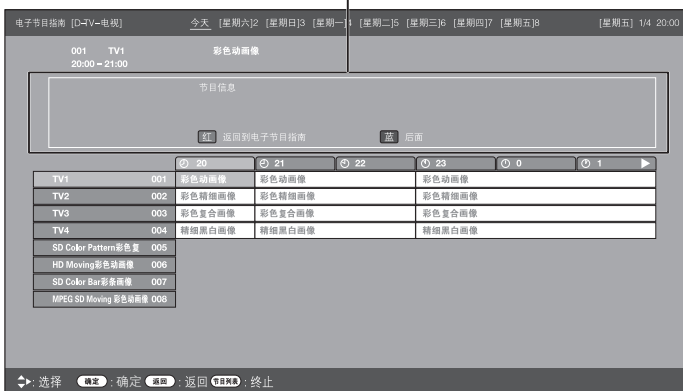 电子节目指南 [D-TV-电视] 今天 [星期六]2 [星期日]3 [星期一]4 [星期二]5 [星期三]6 [星期四]7 [星期五]8 [星期五] 1/4 20:00
001 TV1 彩色动画像
20:00 – 21:00
节目信息
红 返回到电子节目指南 蓝 后面
20 21 22 23 0 1
TV1 001 彩色动画像 彩色动画像 彩色动画像
TV2 002 彩色精细画像 彩色精细画像 彩色精细画像
TV3 003 彩色复合画像 彩色复合画像 彩色复合画像
TV4 004 精细黑白画像 精细黑白画像 精细黑白画像
SD Color Pattern彩色复 005
HD Moving彩色动画像 006
SD Color Bar彩条画像 007
MPEG SD Moving 彩色动画像 008
: 选择 确定 : 确定 返回 : 返回 节目列表 : 终止